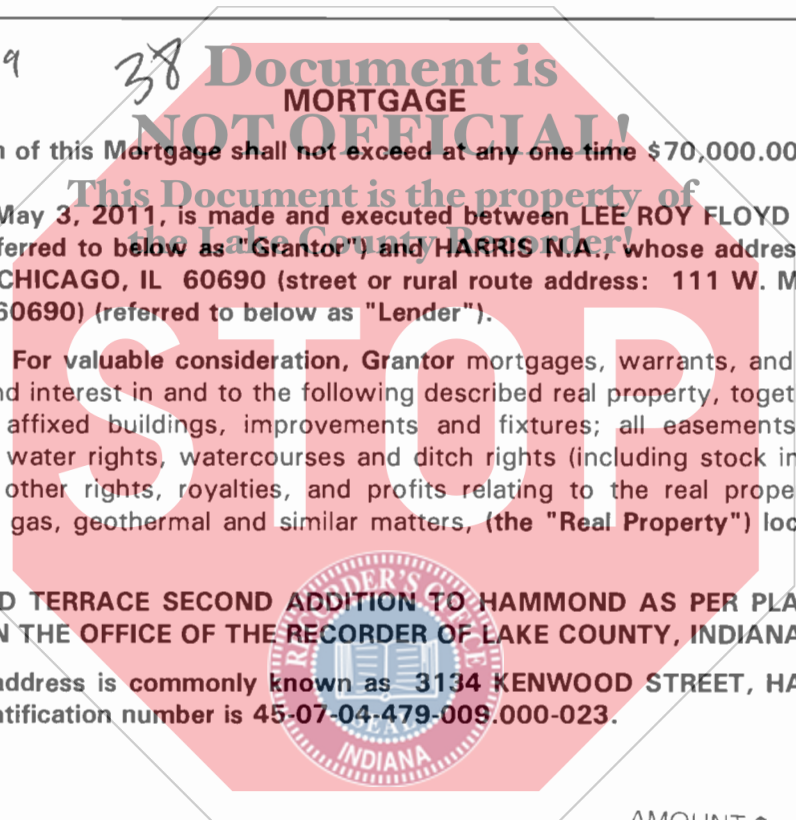 9
38
Document is
MORTGAGE
NOT OFFICIAL!
of this Mortgage shall not exceed at any one time $70,000.00
This Document is the property of
May 3, 2011, is made and executed between LEE ROY FLOYD
the Lake County Recorder!
ferred to below as "Grantor") and HARRIS N.A., whose addres
CHICAGO, IL 60690 (street or rural route address: 111 W. M
60690) (referred to below as "Lender").
For valuable consideration, Grantor mortgages, warrants, and
nd interest in and to the following described real property, toget
affixed buildings, improvements and fixtures; all easements
water rights, watercourses and ditch rights (including stock in
other rights, royalties, and profits relating to the real prope
gas, geothermal and similar matters, (the "Real Property") loc
STOP
D TERRACE SECOND ADDITION TO HAMMOND AS PER PLA
N THE OFFICE OF THE RECORDER OF LAKE COUNTY, INDIANA
address is commonly known as 3134 KENWOOD STREET, HA
ntification number is 45-07-04-479-009.000-023.
RECORDER'S OFFICE
SEAL
INDIANA
AMOUNT